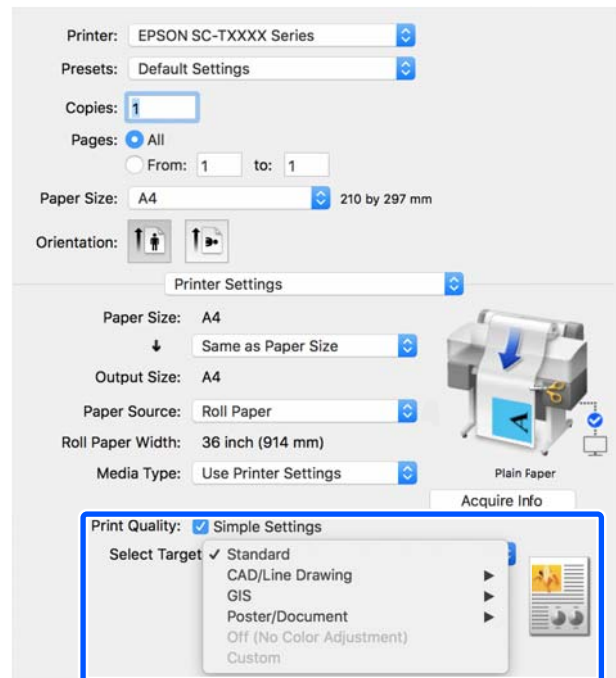 Printer: EPSON SC-TXXXX Series
Presets: Default Settings
Copies: 1
Pages: All
From: 1 to: 1
Paper Size: A4 210 by 297 mm
Orientation:
Printer Settings
Paper Size: A4
Same as Paper Size
Output Size: A4
Paper Source: Roll Paper
Roll Paper Width: 36 inch (914 mm)
Media Type: Use Printer Settings
Plain Paper
Acquire Info
Print Quality: Simple Settings
Select Target ✓ Standard
CAD/Line Drawing
GIS
Poster/Document
Off (No Color Adjustment)
Custom